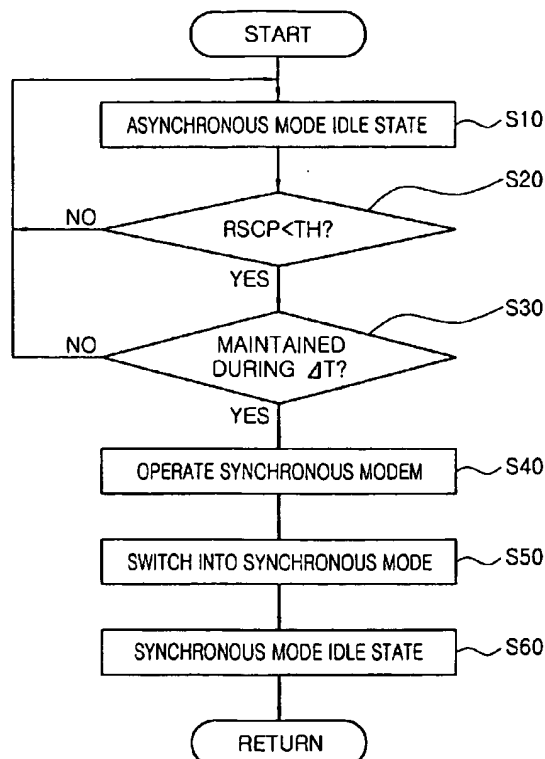 START
ASYNCHRONOUS MODE IDLE STATE
S10
S20
NO
RSCP<TH?
YES
S30
NO
MAINTAINED
DURING ΔT?
YES
OPERATE SYNCHRONOUS MODEM
S40
SWITCH INTO SYNCHRONOUS MODE
S50
SYNCHRONOUS MODE IDLE STATE
S60
RETURN